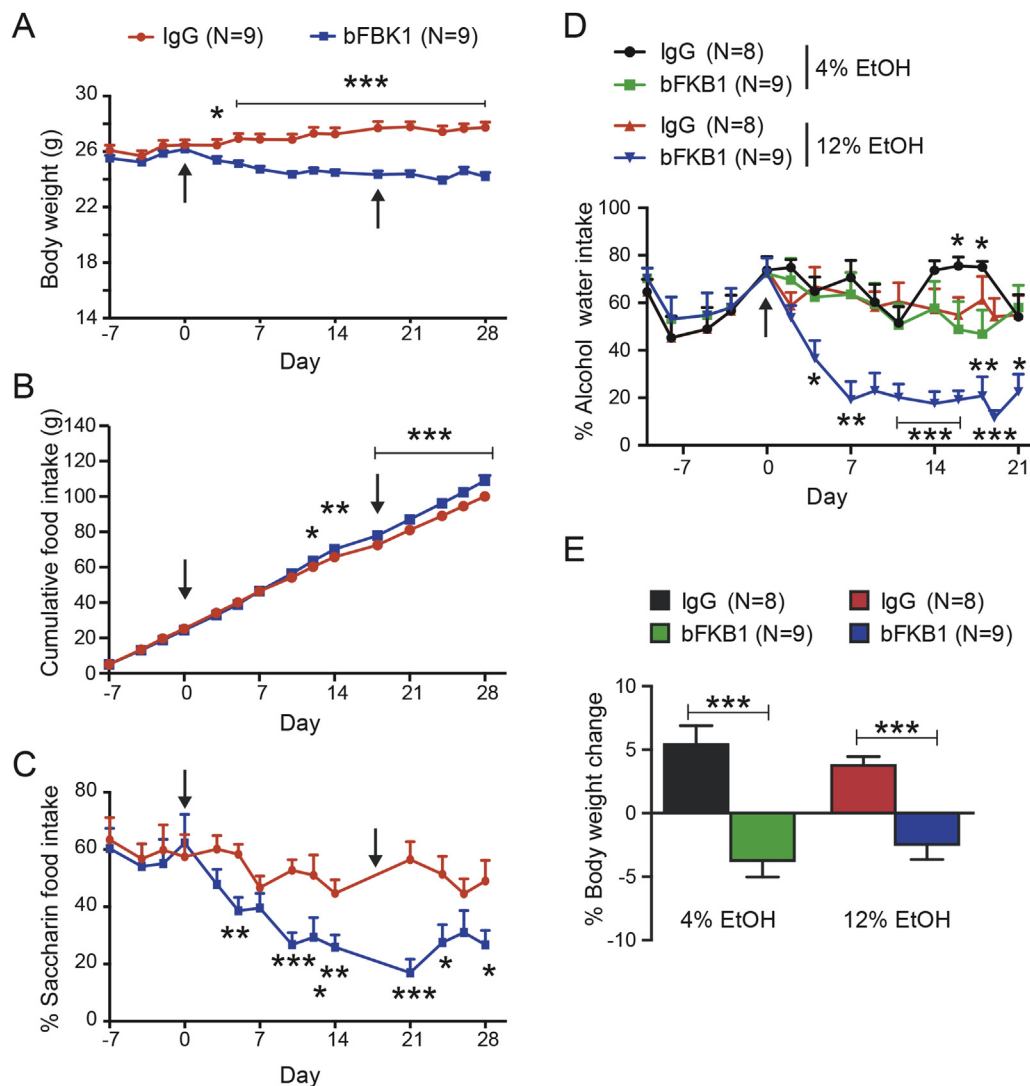 A
IgG (N=9) bFBK1 (N=9)
*
***
Body weight (g)
30
26
22
18
14
-7 0 7 14 21 28
Day
B
Cumulative food intake (g)
140
120
100
80
60
40
20
0
*
**
***
-7 0 7 14 21 28
Day
C
% Saccharin food intake
80
60
40
20
0
**
***
*
**
***
*
*
-7 0 7 14 21 28
Day
D
IgG (N=8)
bFKB1 (N=9)
4% EtOH
IgG (N=8)
bFKB1 (N=9)
12% EtOH
% Alcohol water intake
100
80
60
40
20
0
* *
*
**
***
**
***
*
-7 0 7 14 21
Day
E
IgG (N=8) IgG (N=8)
bFKB1 (N=9) bFKB1 (N=9)
% Body weight change
10
5
0
-5
-10
***
***
4% EtOH 12% EtOH